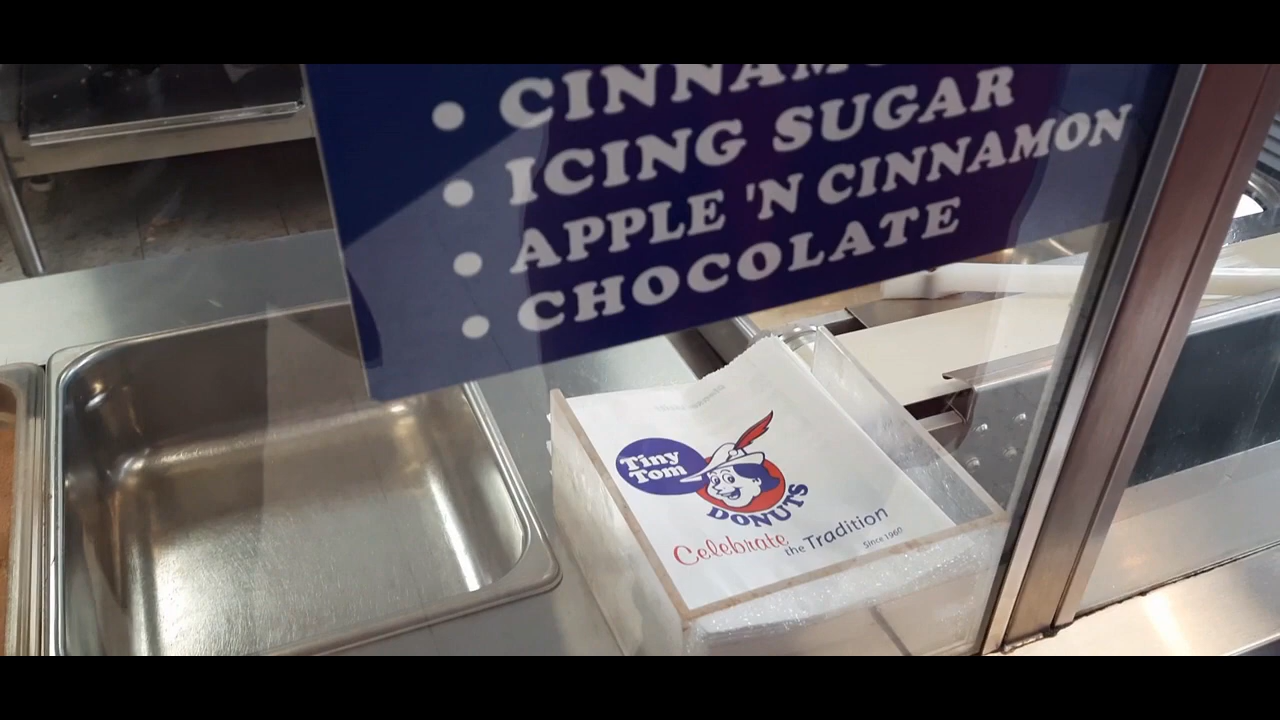 • ICING SUGAR
• APPLE 'N CINNAMON
• CHOCOLATE
Tiny
Tom
DONUTS
Celebrate the Tradition
Since 1960